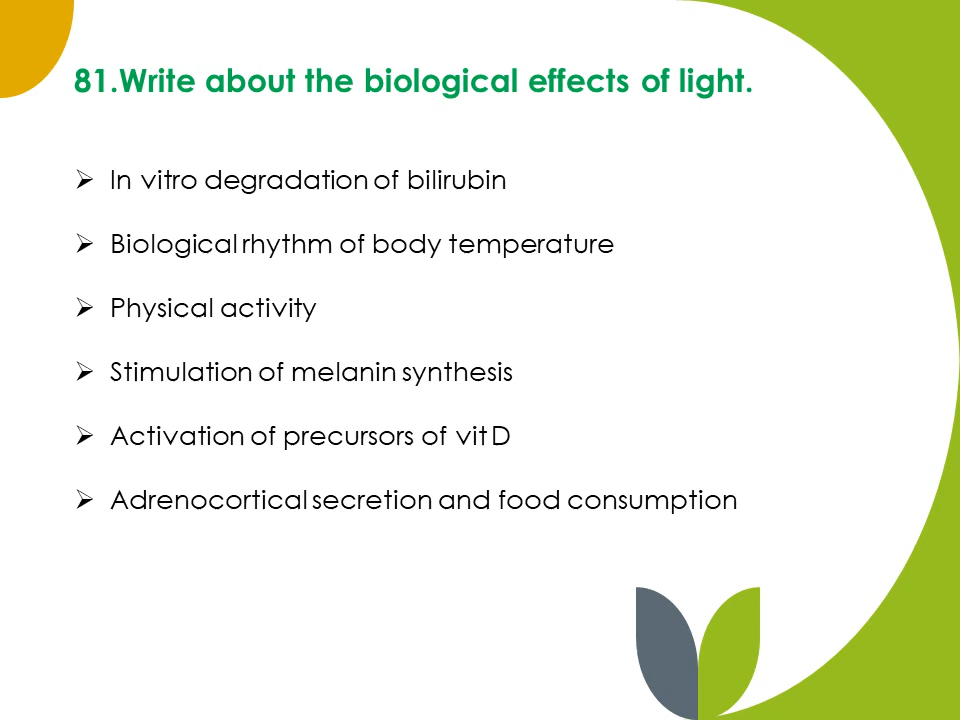 81.Write about the biological effects of light.
➢ In vitro degradation of bilirubin
➢ Biological rhythm of body temperature
➢ Physical activity
➢ Stimulation of melanin synthesis
➢ Activation of precursors of vit D
➢ Adrenocortical secretion and food consumption